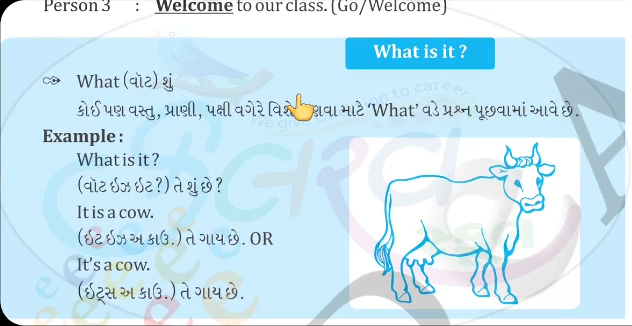 Person 3 : Welcome to our class. (Go/Welcome)
What is it ?
What (વૉટ) શું
કોઈ પણ વસ્તુ, પ્રાણી, પક્ષી વગેરે વિશે માટે ‘What’ વડે પ્રશ્ન પૂછવામાં આવે છે.
Example :
What is it ?
(વૉટ ઇઝ ઇટ?) તે શું છે ?
It is a cow.
(ઇટ ઇઝ અ કાઉ.) તે ગાય છે. OR
It's a cow.
(ઇટ્સ અ કાઉ.) તે ગાય છે.